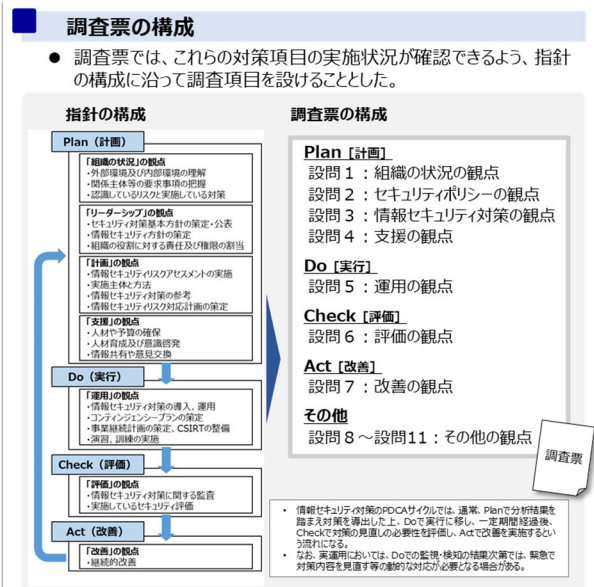 調査票の構成
● 調査票では、これらの対策項目の実施状況が確認できるよう、指針
の構成に沿って調査項目を設けることとした。
指針の構成
Plan（計画）
「組織の状況」の観点
・外部環境及び内部環境の理解
・関係主体等の要求事項の把握
・認識しているリスクと実施している対策
「リーダーシップ」の観点
・セキュリティ対策基本方針の策定・公表
・情報セキュリティ方針の策定
・組織の役割に対する責任及び権限の割当
「計画」の観点
・情報セキュリティリスクアセスメントの実施
・実施主体と方法
・情報セキュリティ対策の参考
・情報セキュリティリスク対応計画の策定
「支援」の観点
・人材や予算の確保
・人材育成及び意識啓発
・情報共有や意見交換
Do（実行）
「運用」の観点
・情報セキュリティ対策の導入、運用
・コンティンジェンシープランの策定
・事業継続計画の策定、CSIRTの整備
・演習、訓練の実施
Check（評価）
「評価」の観点
・情報セキュリティ対策に関する監査
・実施しているセキュリティ評価
Act（改善）
「改善」の観点
・継続的改善
調査票の構成
Plan［計画］
設問１：組織の状況の観点
設問２：セキュリティポリシーの観点
設問３：情報セキュリティ対策の観点
設問４：支援の観点
Do［実行］
設問５：運用の観点
Check［評価］
設問６：評価の観点
Act［改善］
設問７：改善の観点
その他
設問８～設問11：その他の観点
調査票
• 情報セキュリティ対策のPDCAサイクルでは、通常、Planで分析結果を
踏まえ対策を導出した上、Doで実行に移し、一定期間経過後、
Checkで対策の見直しの必要性を評価し、Actで改善を実施するとい
う流れになる。
• なお、実運用においては、Doでの監視・検知の結果次第では、緊急で
対策内容を見直す等の動的な対応が必要となる場合がある。